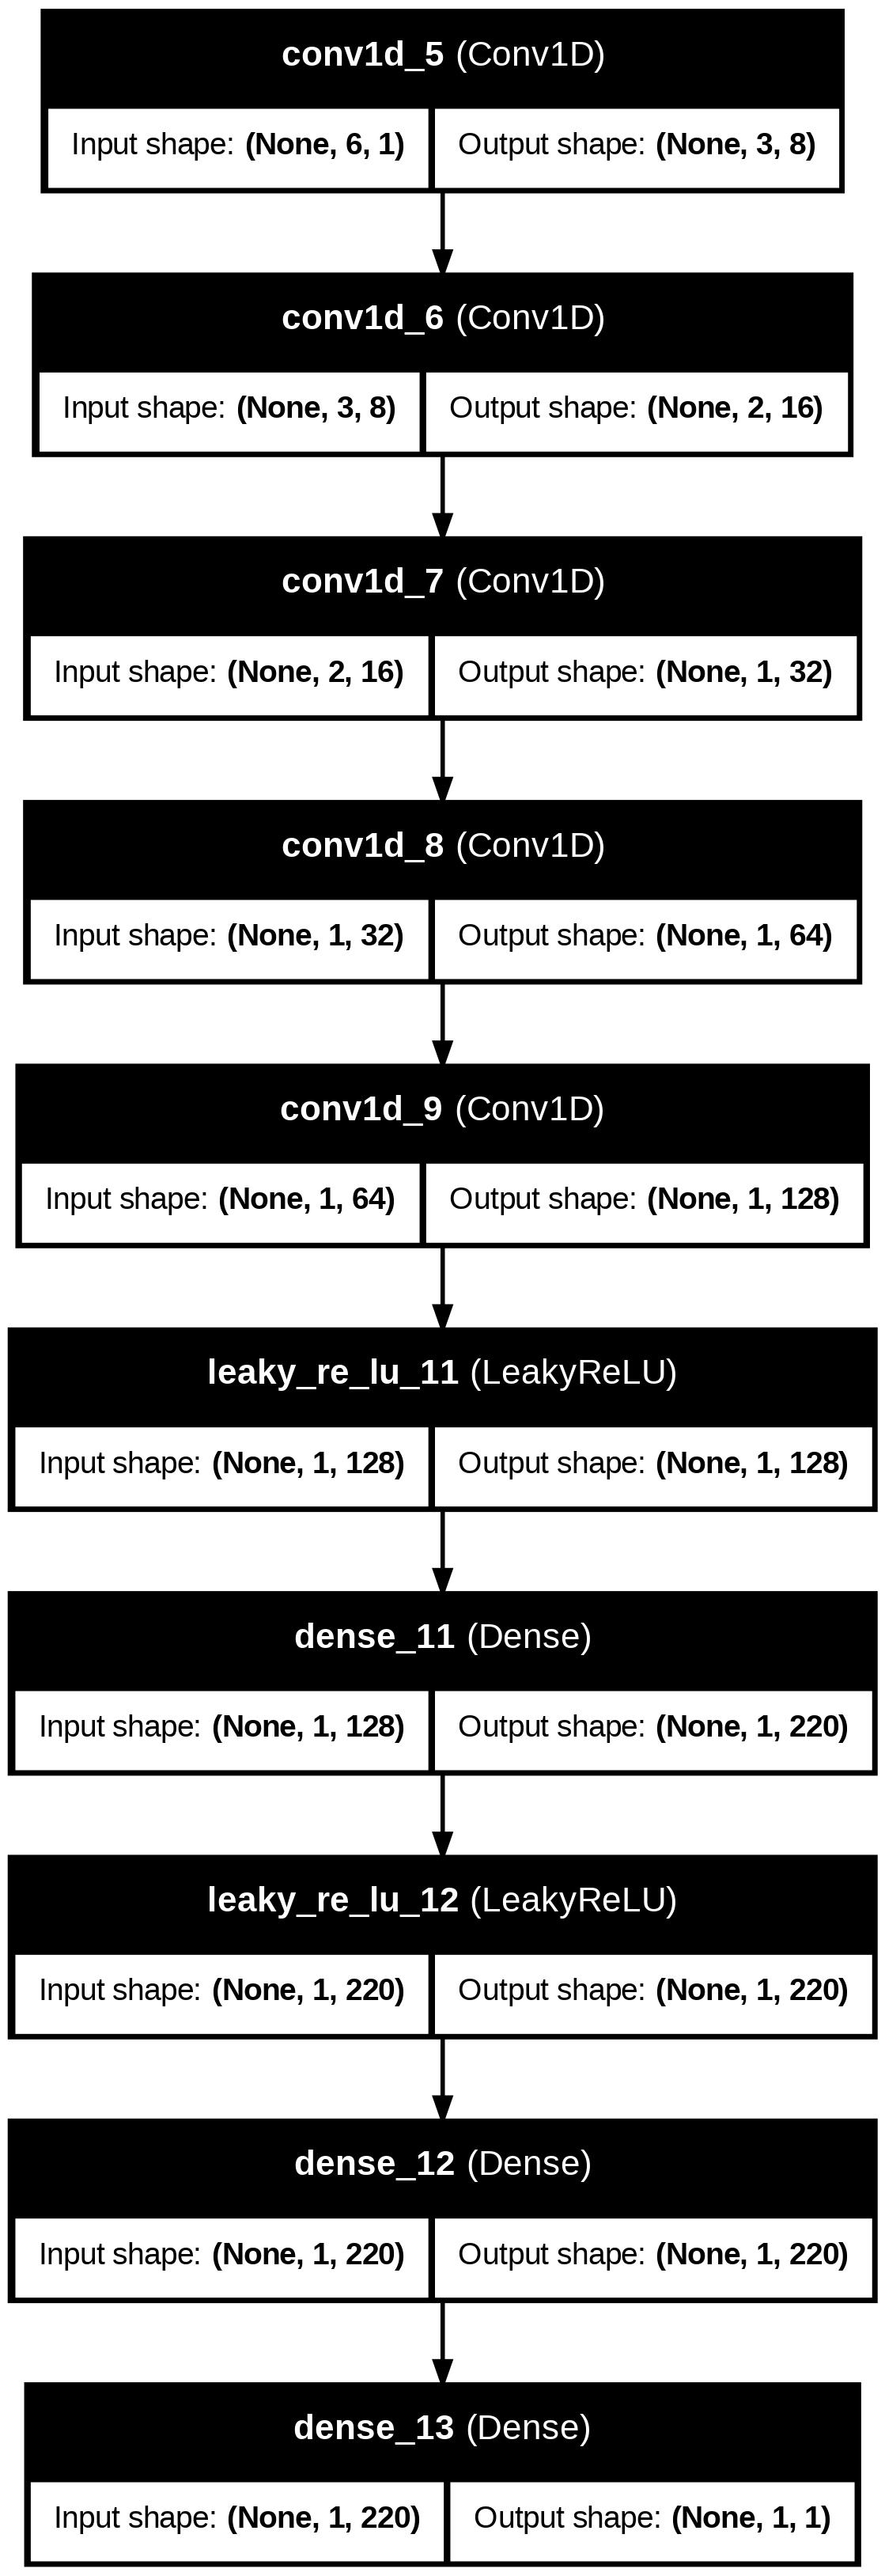 conv1d_5 (Conv1D)
Input shape: (None, 6, 1) Output shape: (None, 3, 8)
conv1d_6 (Conv1D)
Input shape: (None, 3, 8) Output shape: (None, 2, 16)
conv1d_7 (Conv1D)
Input shape: (None, 2, 16) Output shape: (None, 1, 32)
conv1d_8 (Conv1D)
Input shape: (None, 1, 32) Output shape: (None, 1, 64)
conv1d_9 (Conv1D)
Input shape: (None, 1, 64) Output shape: (None, 1, 128)
leaky_re_lu_11 (LeakyReLU)
Input shape: (None, 1, 128) Output shape: (None, 1, 128)
dense_11 (Dense)
Input shape: (None, 1, 128) Output shape: (None, 1, 220)
leaky_re_lu_12 (LeakyReLU)
Input shape: (None, 1, 220) Output shape: (None, 1, 220)
dense_12 (Dense)
Input shape: (None, 1, 220) Output shape: (None, 1, 220)
dense_13 (Dense)
Input shape: (None, 1, 220) Output shape: (None, 1, 1)